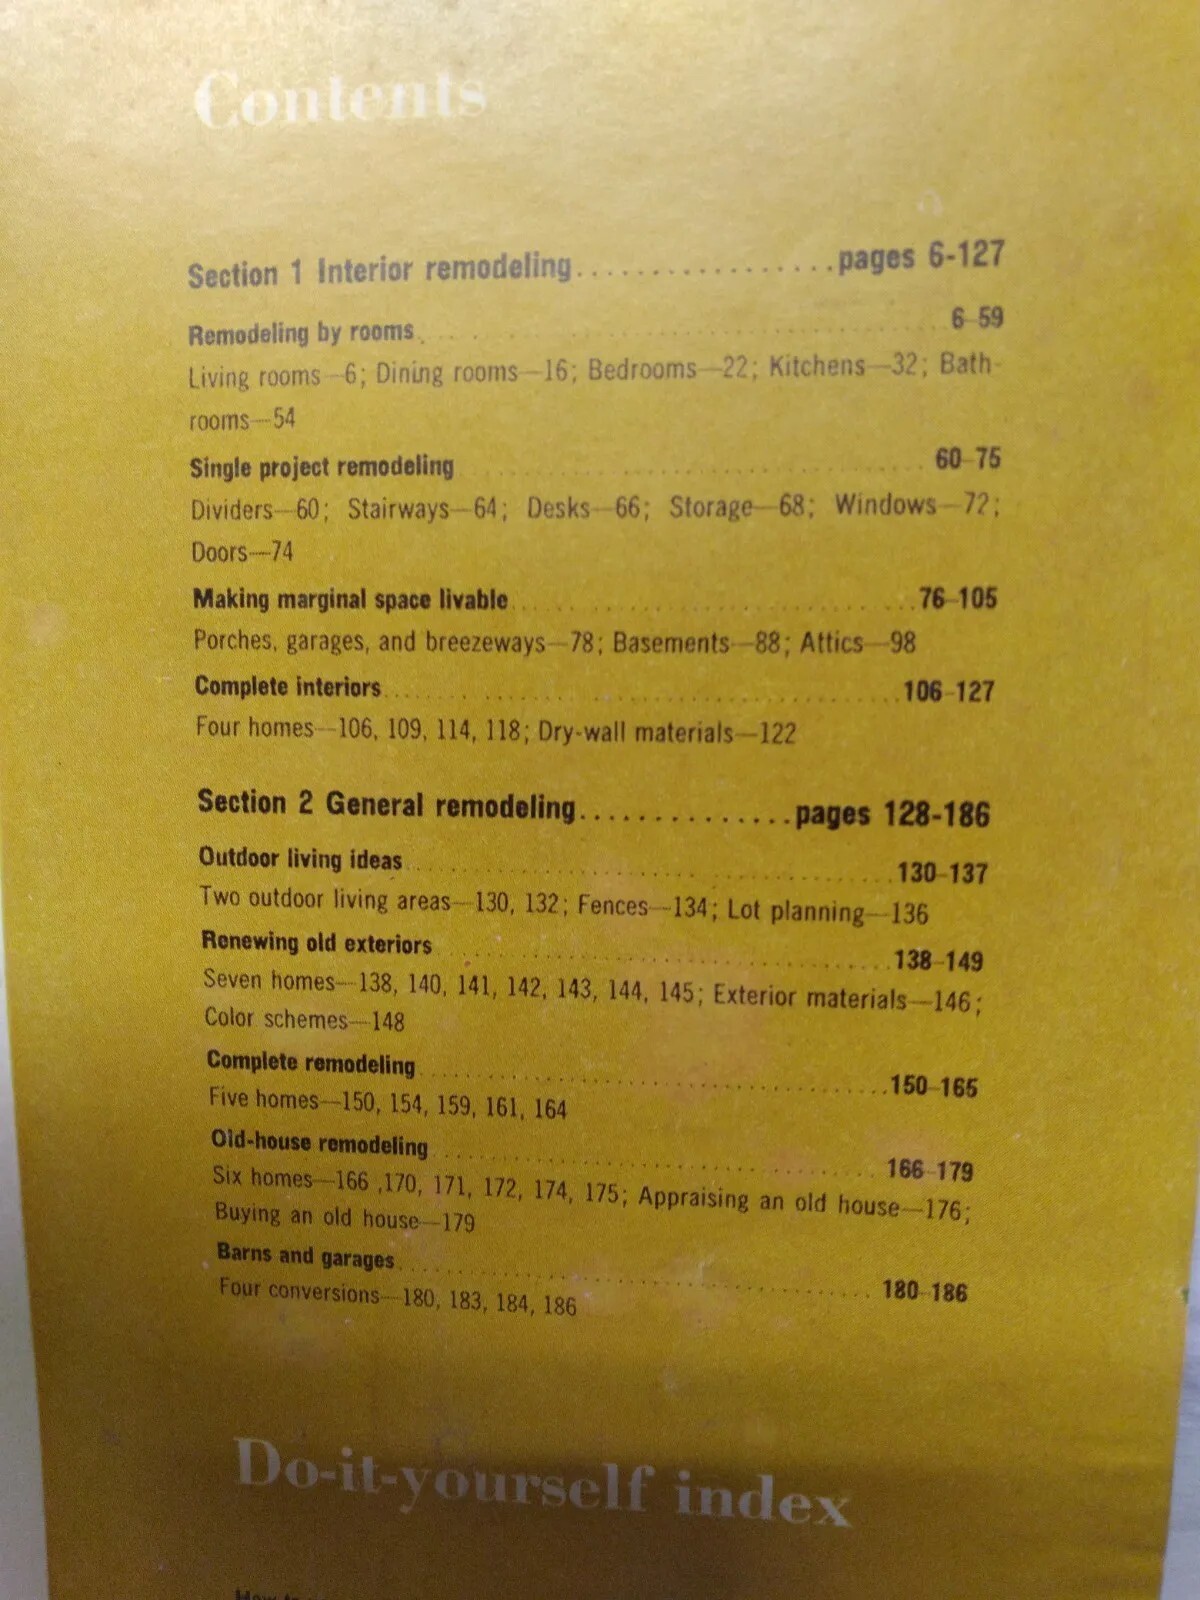 Contents
Section 1 Interior remodeling..................pages 6-127
Remodeling by rooms.....................6-59
Living rooms—6; Dining rooms—16; Bedrooms—22; Kitchens—32; Bath-
rooms—54
Single project remodeling.....................60-75
Dividers—60; Stairways—64; Desks—66; Storage—68; Windows—72;
Doors—74
Making marginal space livable.....................76-105
Porches, garages, and breezeways—78; Basements—88; Attics—98
Complete interiors.....................106-127
Four homes—106, 109, 114, 118; Dry-wall materials—122
Section 2 General remodeling..............pages 128-186
Outdoor living ideas.....................130-137
Two outdoor living areas—130, 132; Fences—134; Lot planning—136
Renewing old exteriors.....................138-149
Seven homes—138, 140, 141, 142, 143, 144, 145; Exterior materials—146;
Color schemes—148
Complete remodeling.....................150-165
Five homes—150, 154, 159, 161, 164
Old-house remodeling.....................166-179
Six homes—166 ,170, 171, 172, 174, 175; Appraising an old house—176;
Buying an old house—179
Barns and garages.....................180-186
Four conversions—180, 183, 184, 186
Do-it-yourself index